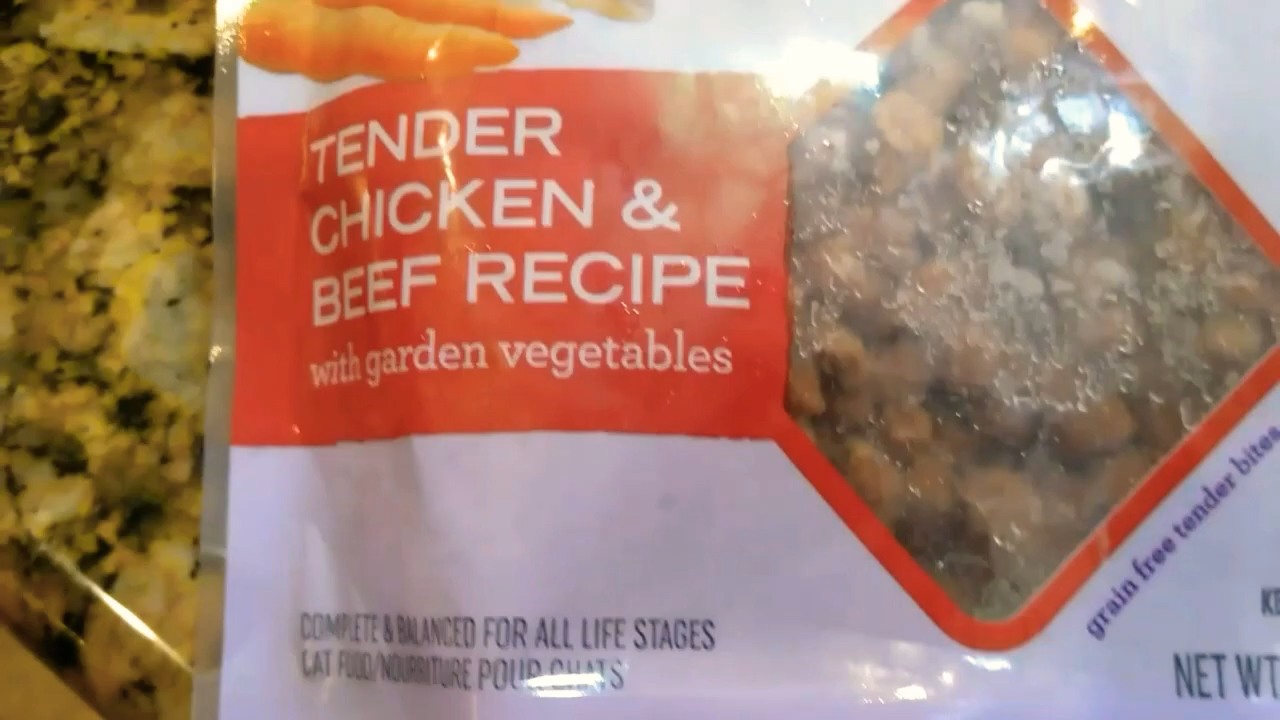 TENDER
CHICKEN &
BEEF RECIPE
with garden vegetables
grain free tender bites
COMPLETE & BALANCED FOR ALL LIFE STAGES
CAT FOOD/NOURRITURE POUR CHATS
NET WT